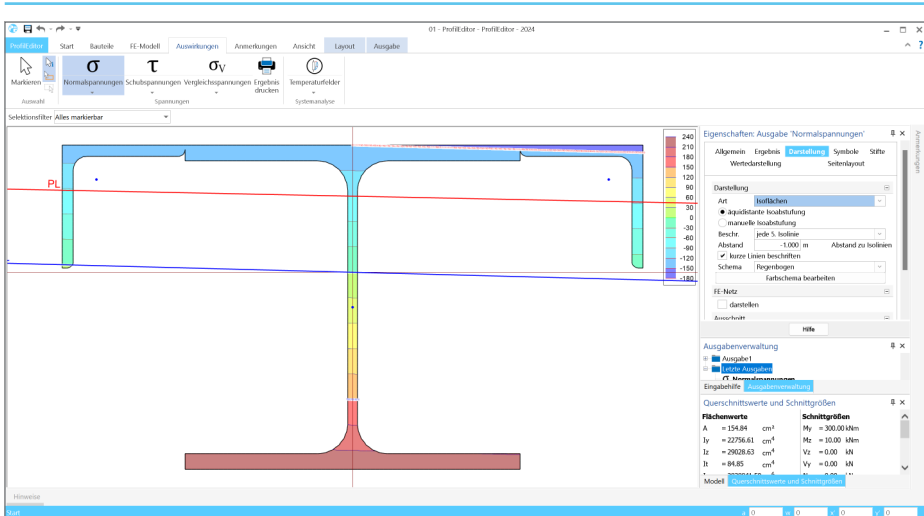 01 - ProfilEditor - ProfilEditor - 2024
ProfilEditor Start Bauteile FE-Modell Auswirkungen Anmerkungen Ansicht Layout Ausgabe
σ τ σV
Markieren Normalspannungen Schubspannungen Vergleichsspannungen Ergebnis drucken Temperaturfelder
Auswahl Spannungen Systemanalyse
Selektionsfilter Alles markierbar
PL
240
210
180
150
120
90
60
30
0
-30
-60
-90
-120
-150
-180
Eigenschaften: Ausgabe 'Normalspannungen'
Allgemein Ergebnis Darstellung Symbole Stifte
Wertedarstellung Seitenlayout
Darstellung
Art Isoflächen
äquidistante Isoabstufung
manuelle Isoabstufung
Beschr. jede 5. Isolinie
Abstand -1.000 m Abstand zu Isolinien
kurze Linien beschriften
Schema Regenbogen
Farbschema bearbeiten
FE-Netz
darstellen
Ausschnitt
Hilfe
Ausgabenverwaltung
Ausgabe1
Letzte Ausgaben
σ Normalspannungen
Eingabehilfe Ausgabenverwaltung
Querschnittswerte und Schnittgrößen
Flächenwerte Schnittgrößen
A = 154.84 cm² My = 300.00 kNm
Iy = 22756.61 cm⁴ Mz = 10.00 kNm
Iz = 29028.63 cm⁴ Vz = 0.00 kN
It = 84.85 cm⁴ Vy = 0.00 kN
Modell Querschnittswerte und Schnittgrößen
Anmerkungen
Hinweise
Start